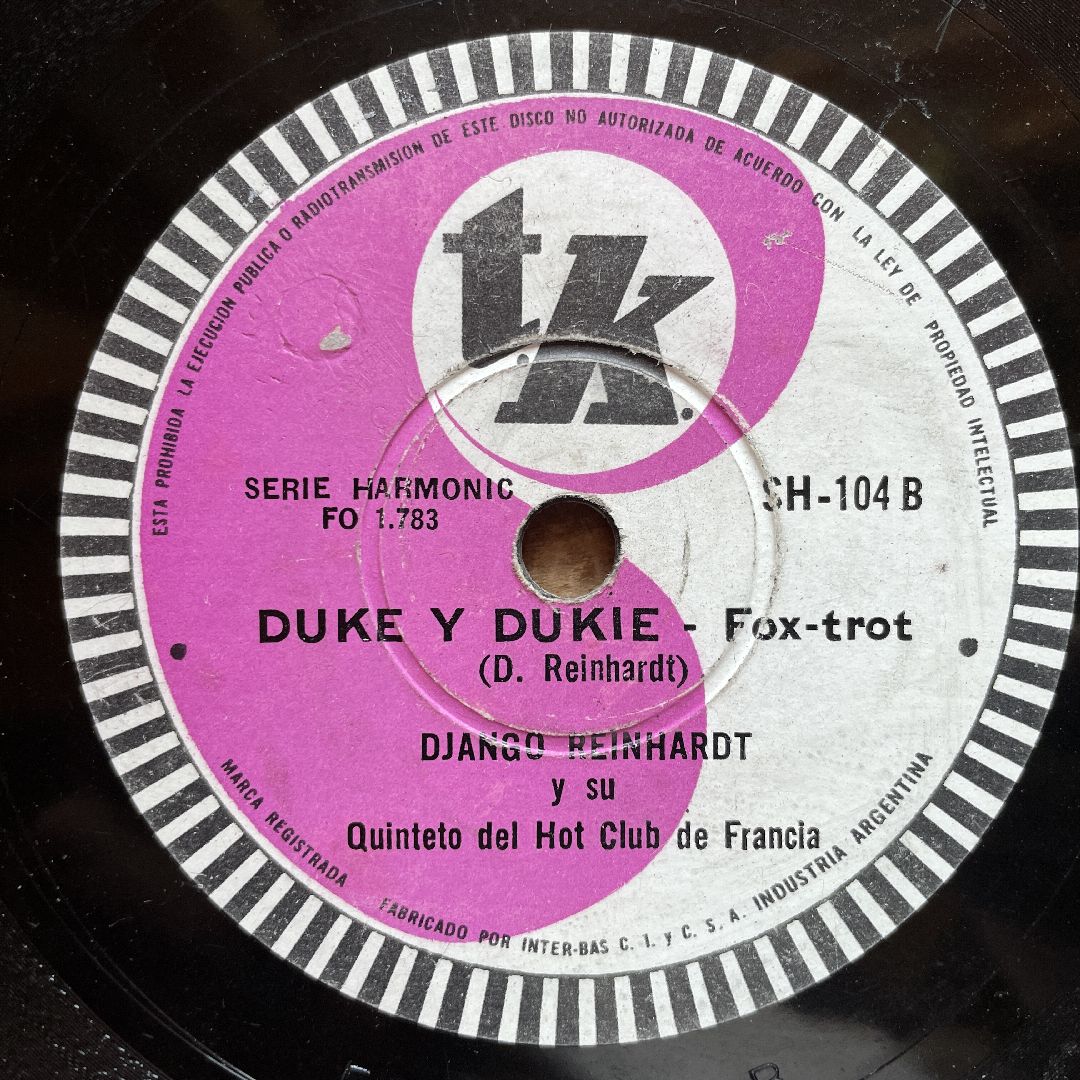 ESTA PROHIBIDA LA EJECUCION PUBLICA O RADIOTRANSMISION DE ESTE DISCO NO AUTORIZADA DE ACUERDO CON LA LEY DE PROPIEDAD INTELECTUAL
t.k.
SERIE HARMONIC
FO 1.783
SH-104 B
DUKE Y DUKIE - Fox-trot
(D. Reinhardt)
DJANGO REINHARDT
y su
Quinteto del Hot Club de Francia
MARCA REGISTRADA
FABRICADO POR INTER-BAS C. I. y C. S. A. INDUSTRIA ARGENTINA